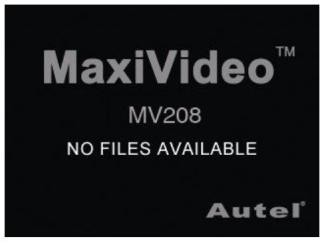 MaxiVideo™
MV208
NO FILES AVAILABLE
Autel®